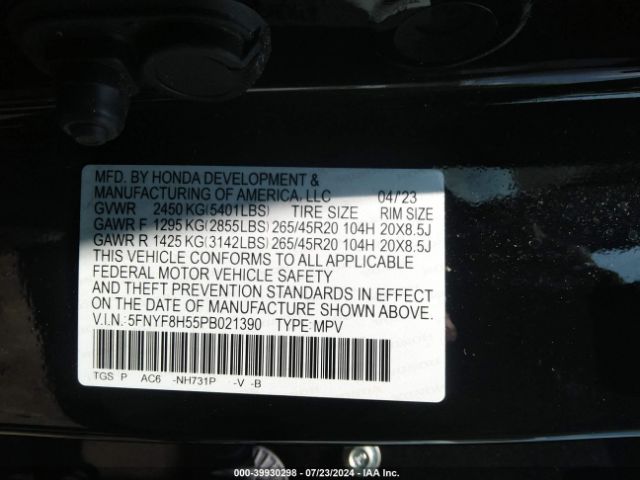 MFD. BY HONDA DEVELOPMENT &
MANUFACTURING OF AMERICA, LLC 04/'23
GVWR 2450 KG(5401LBS) TIRE SIZE RIM SIZE
GAWR F 1295 KG(2855LBS) 265/45R20 104H 20X8.5J
GAWR R 1425 KG(3142LBS) 265/45R20 104H 20X8.5J
THIS VEHICLE CONFORMS TO ALL APPLICABLE
FEDERAL MOTOR VEHICLE SAFETY
AND THEFT PREVENTION STANDARDS IN EFFECT
ON THE DATE OF MANUFACTURE SHOWN ABOVE.
V.I.N.:5FNYF8H55PB021390 TYPE:MPV
TGS P AC6 -NH731P -V -B
000-39930298 - 07/23/2024 - IAA Inc.